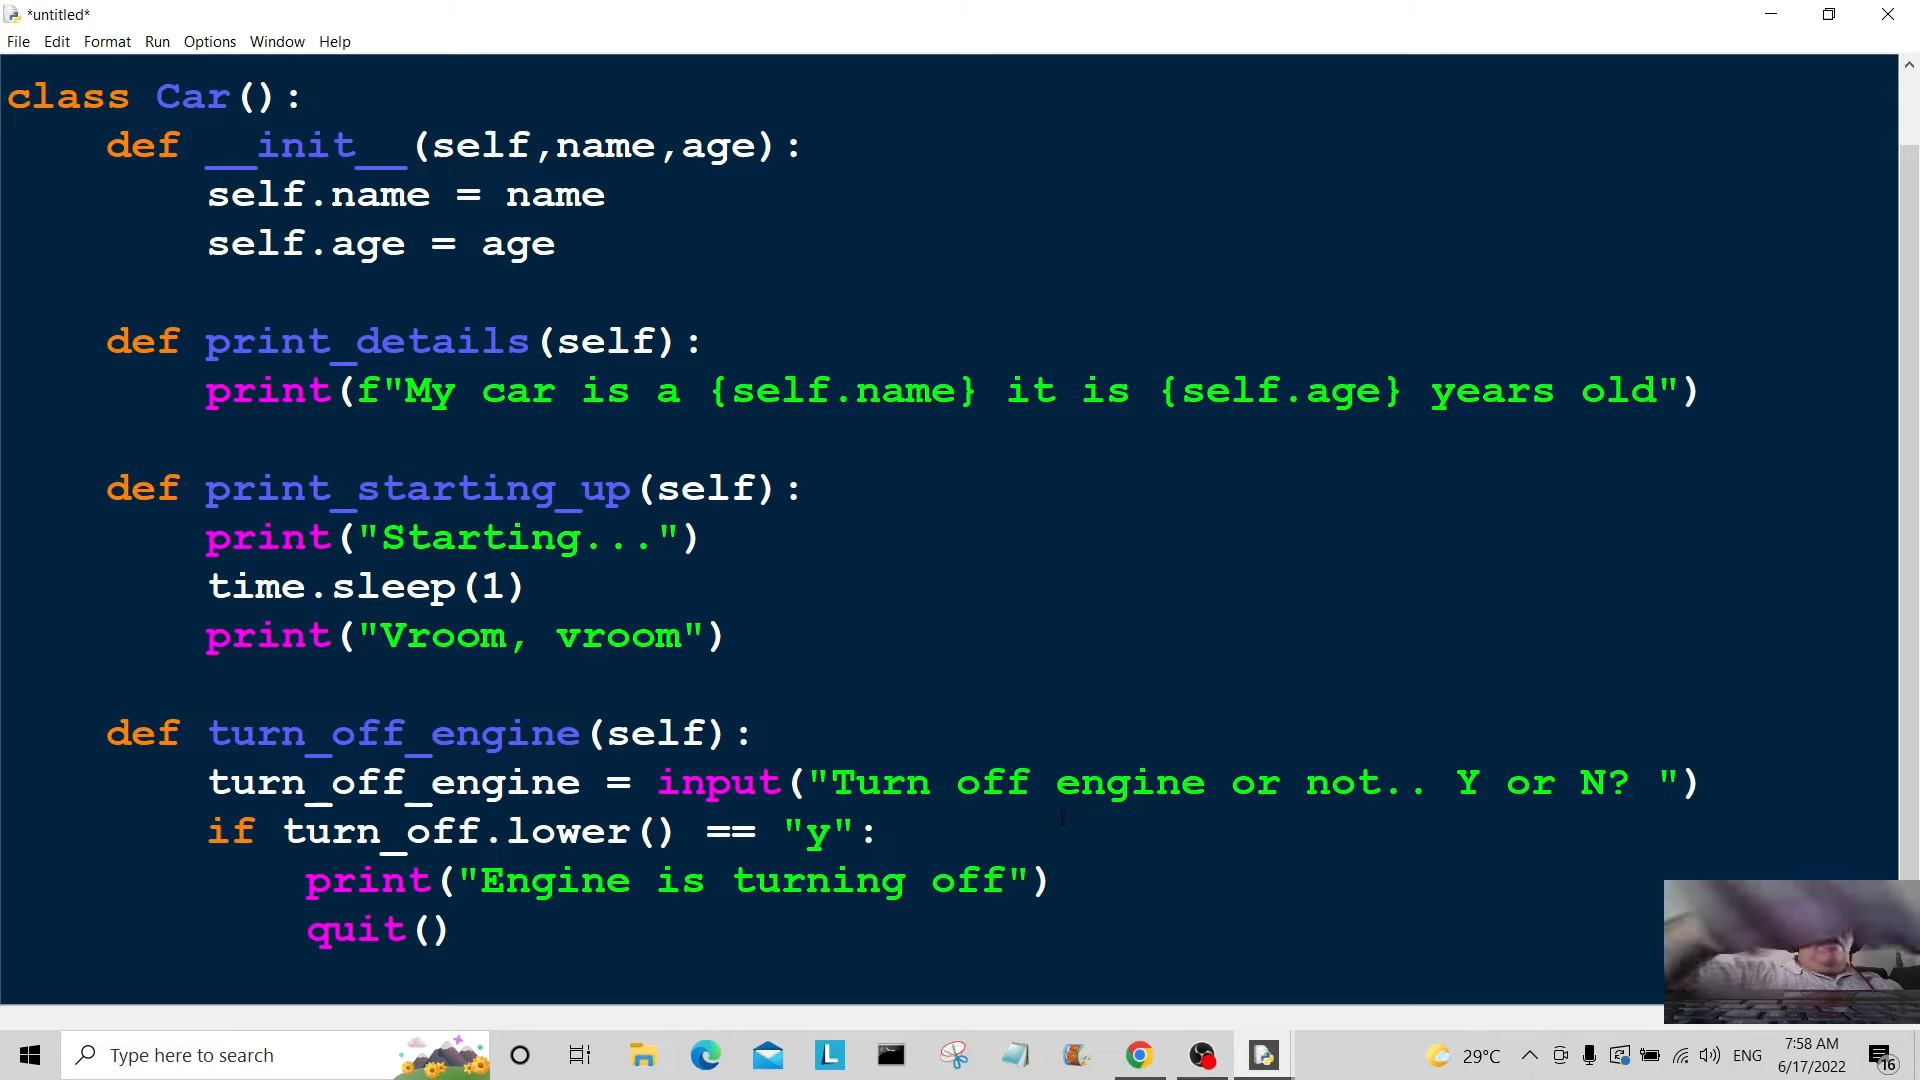 *untitled*
File Edit Format Run Options Window Help
class Car():
def __init__(self,name,age):
self.name = name
self.age = age
def print_details(self):
print(f"My car is a {self.name} it is {self.age} years old")
def print_starting_up(self):
print("Starting...")
time.sleep(1)
print("Vroom, vroom")
def turn_off_engine(self):
turn_off_engine = input("Turn off engine or not.. Y or N? ")
if turn_off.lower() == "y":
print("Engine is turning off")
quit()
Type here to search
L
29°C
ENG
7:58 AM
6/17/2022
16